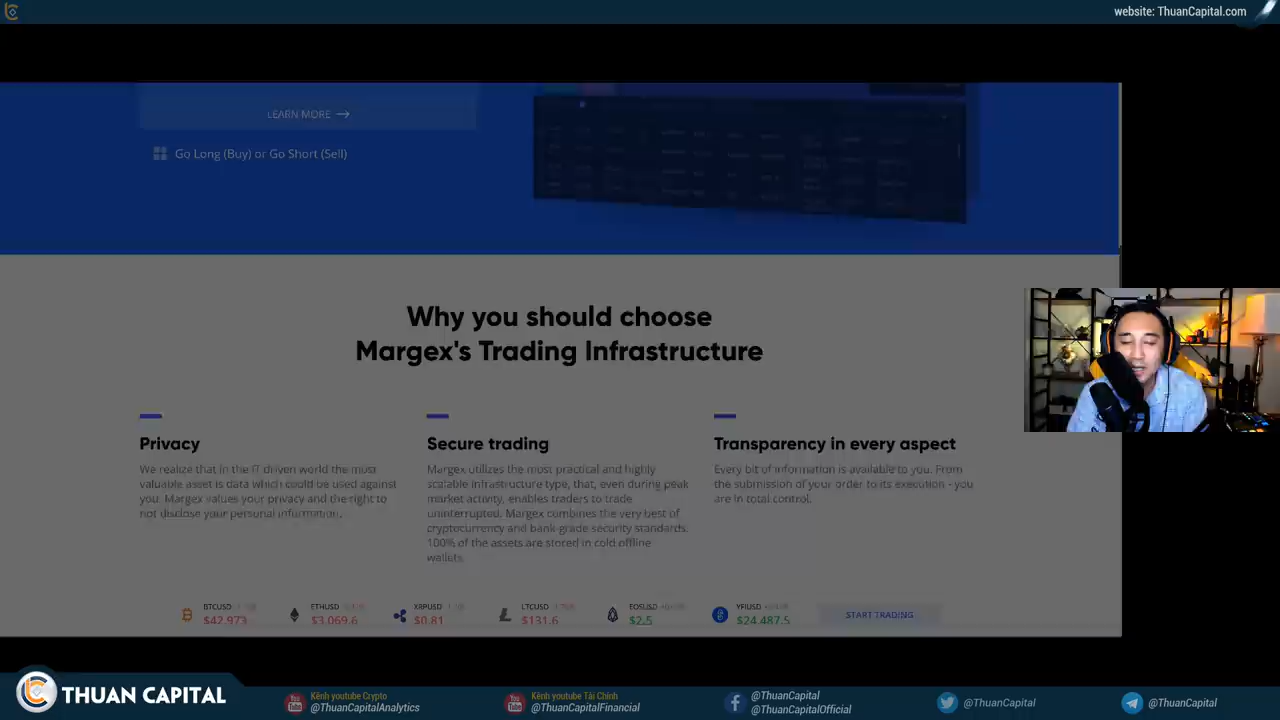 website: ThuanCapital.com
LEARN MORE
Go Long (Buy) or Go Short (Sell)
Why you should choose
Margex's Trading Infrastructure
Privacy
We realize that in the IT driven world the most
valuable asset is data which could be used against
you. Margex values your privacy and the right to
not disclose your personal information.
Secure trading
Margex utilizes the most practical and highly
scalable infrastructure type, that, even during peak
market activity, enables traders to trade
uninterrupted. Margex combines the very best of
cryptocurrency and bank-grade security standards.
100% of the assets are stored in cold offline
wallets.
Transparency in every aspect
Every bit of information is available to you. From
the submission of your order to its execution - you
are in total control.
BTCUSD
$42,973
ETHUSD
$3,069.6
XRPUSD
$0.81
LTCUSD
$131.6
EOSUSD
$2.5
YFIUSD
$24,487.5
START TRADING
THUAN CAPITAL
Kênh youtube Crypto
@ThuanCapitalAnalytics
Kênh youtube Tài Chính
@ThuanCapitalFinancial
@ThuanCapital
@ThuanCapitalOfficial
@ThuanCapital
@ThuanCapital